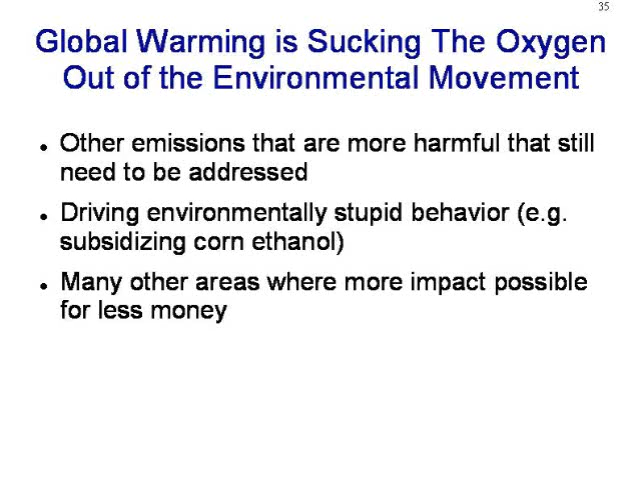 35
Global Warming is Sucking The Oxygen
Out of the Environmental Movement
• Other emissions that are more harmful that still
need to be addressed
• Driving environmentally stupid behavior (e.g.
subsidizing corn ethanol)
• Many other areas where more impact possible
for less money